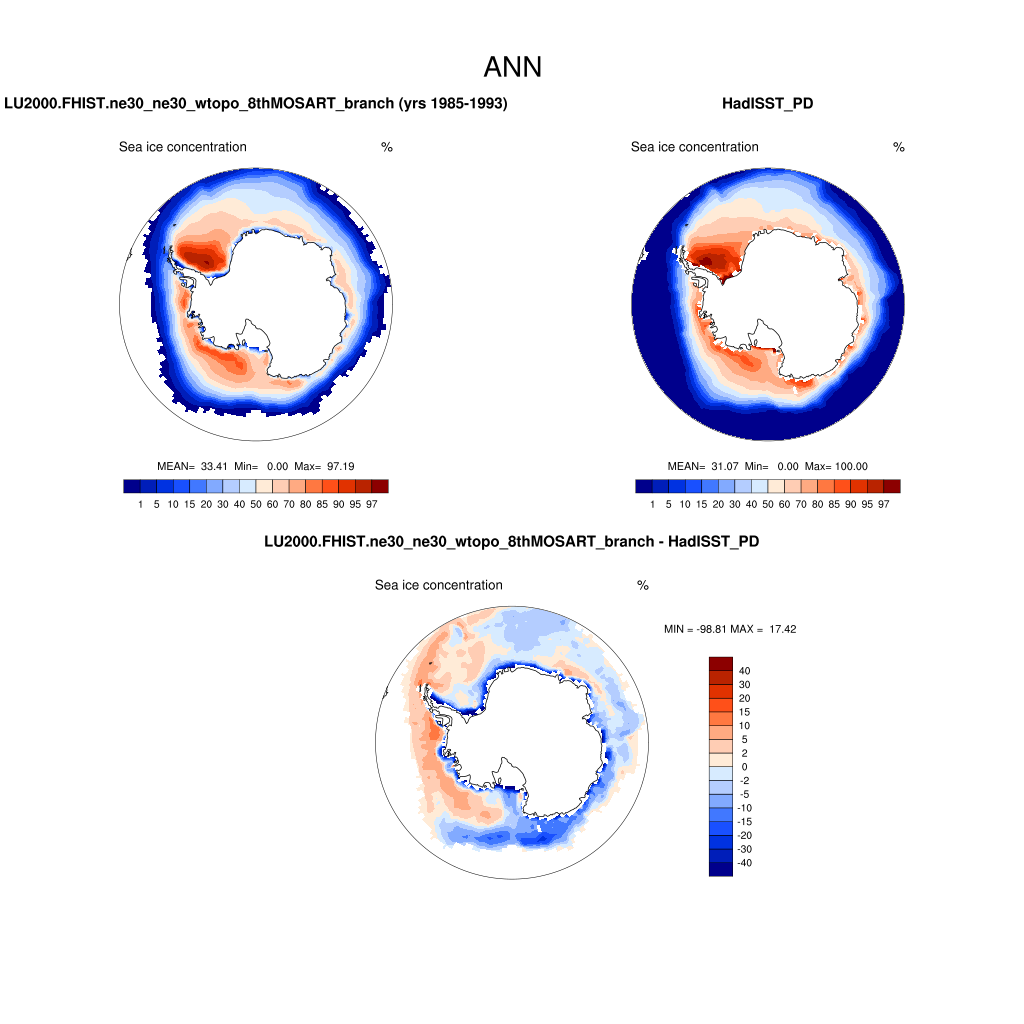 ANN
LU2000.FHIST.ne30_ne30_wtopo_8thMOSART_branch (yrs 1985-1993)
HadISST_PD
Sea ice concentration %
Sea ice concentration %
MEAN= 33.41 Min= 0.00 Max= 97.19
MEAN= 31.07 Min= 0.00 Max= 100.00
1 5 10 15 20 30 40 50 60 70 80 85 90 95 97
1 5 10 15 20 30 40 50 60 70 80 85 90 95 97
LU2000.FHIST.ne30_ne30_wtopo_8thMOSART_branch - HadISST_PD
Sea ice concentration %
MIN = -98.81 MAX = 17.42
40
30
20
15
10
5
2
0
-2
-5
-10
-15
-20
-30
-40